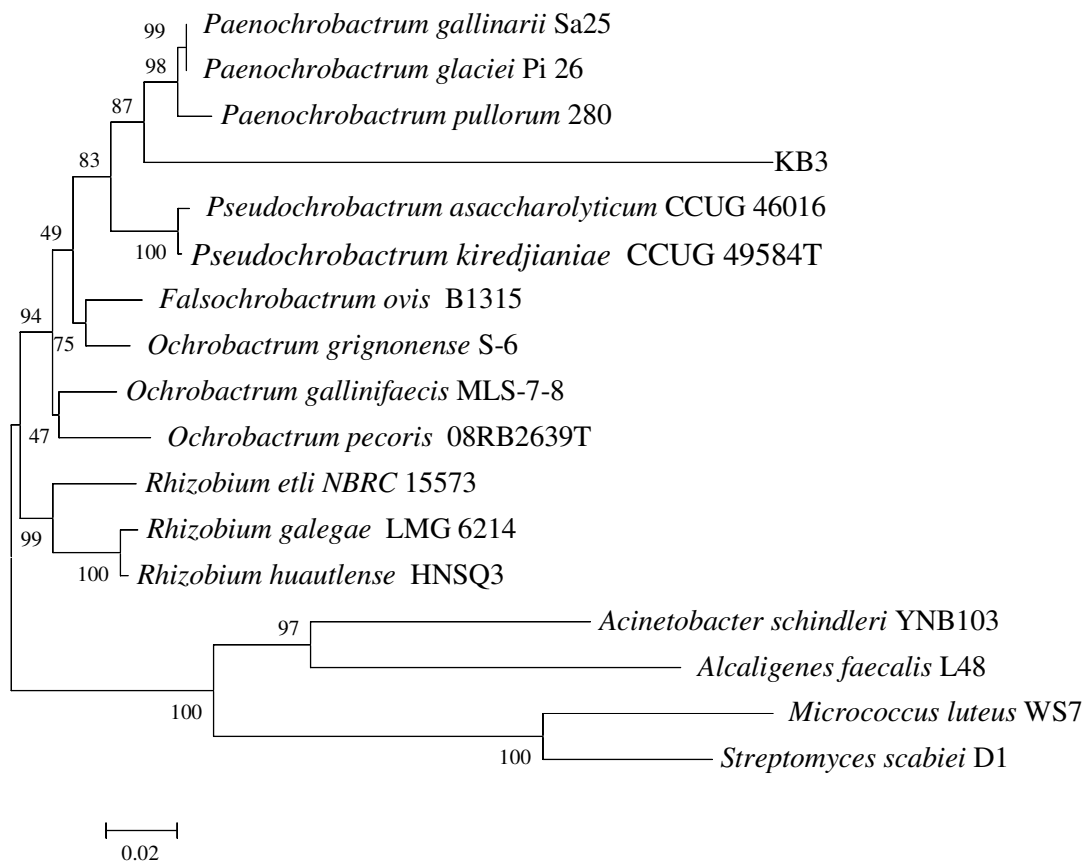 99
Paenochrobactrum gallinarii Sa25
98
Paenochrobactrum glaciei Pi 26
87
Paenochrobactrum pullorum 280
83
KB3
Pseudochrobactrum asaccharolyticum CCUG 46016
49
100
Pseudochrobactrum kiredjianiae CCUG 49584T
Falsochrobactrum ovis B1315
94
75
Ochrobactrum grignonense S-6
Ochrobactrum gallinifaecis MLS-7-8
47
Ochrobactrum pecoris 08RB2639T
Rhizobium etli NBRC 15573
99
Rhizobium galegae LMG 6214
100
Rhizobium huautlense HNSQ3
97
Acinetobacter schindleri YNB103
Alcaligenes faecalis L48
100
Micrococcus luteus WS7
100
Streptomyces scabiei D1
0.02